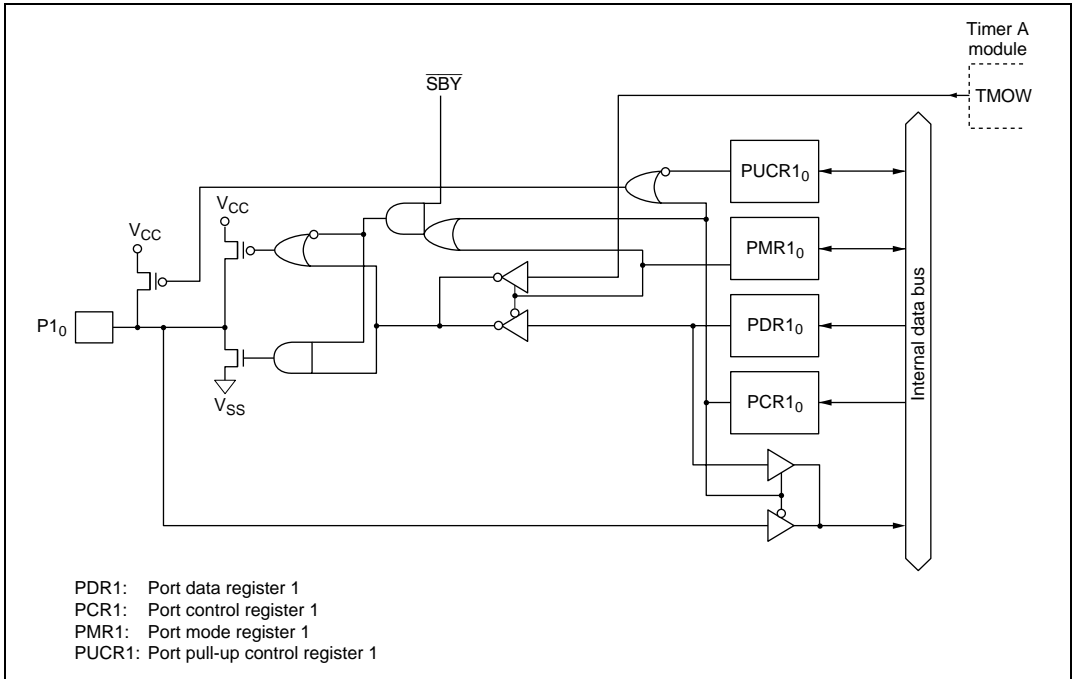 Timer A
module
TMOW
S̅B̅Y̅
PUCR1₀
VCC
PMR1₀
VCC
P1₀
PDR1₀
Internal data bus
PCR1₀
VSS
PDR1: Port data register 1
PCR1: Port control register 1
PMR1: Port mode register 1
PUCR1: Port pull-up control register 1